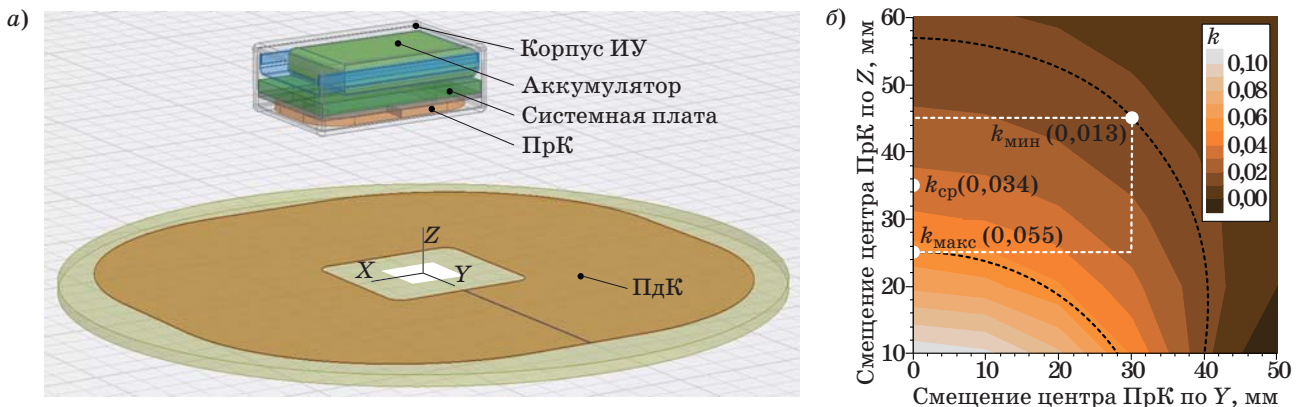 а)
Корпус ИУ
Аккумулятор
Системная плата
ПрК
Z
X
Y
ПдК
б)
Смещение центра ПрК по Z, мм
60
50
40
30
20
10
k
0,10
0,08
0,06
0,04
0,02
0,00
kмин (0,013)
kср(0,034)
kмакс (0,055)
0
10
20
30
40
50
Смещение центра ПрК по Y, мм